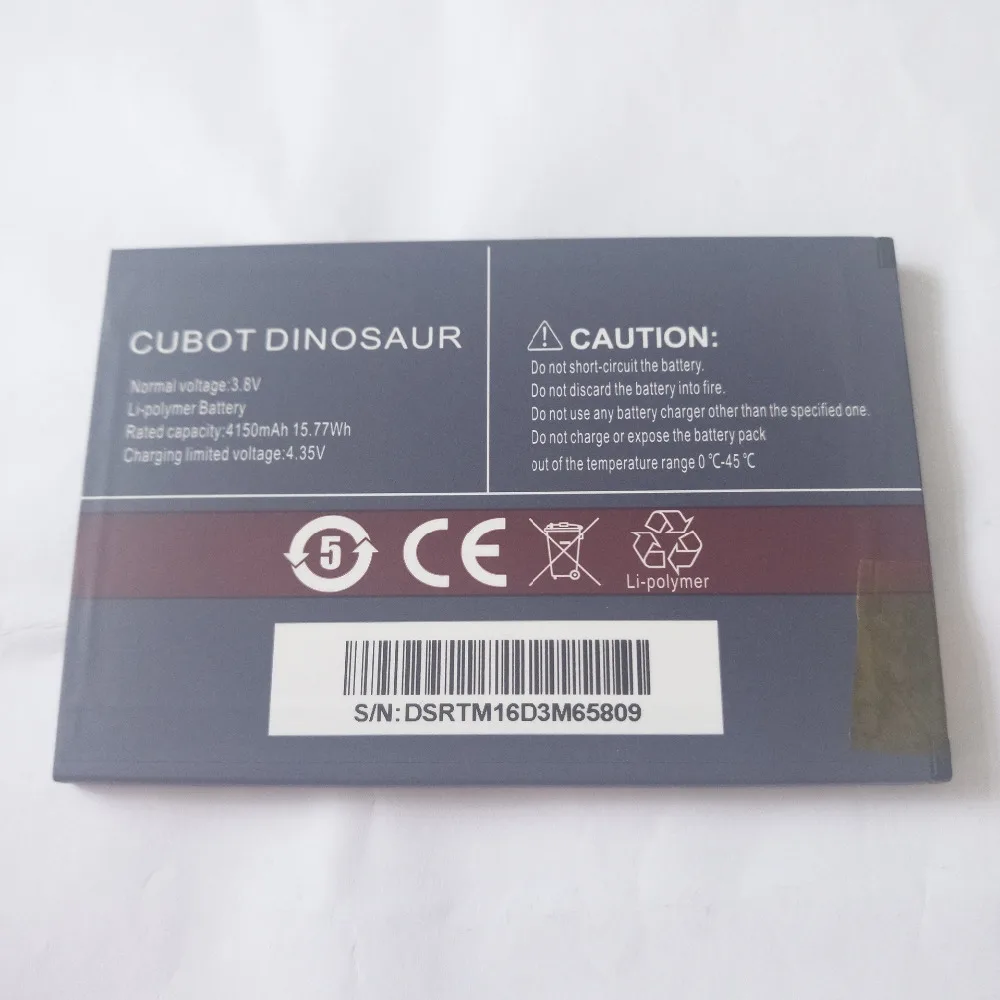 CUBOT DINOSAUR
Normal voltage:3.8V
Li-polymer Battery
Rated capacity:4150mAh 15.77Wh
Charging limited voltage:4.35V
CAUTION:
Do not short-circuit the battery.
Do not discard the battery into fire.
Do not use any battery charger other than the specified one.
Do not charge or expose the battery pack
out of the temperature range 0 ℃-45 ℃
5
CE
Li-polymer
S/N:DSRTM16D3M65809